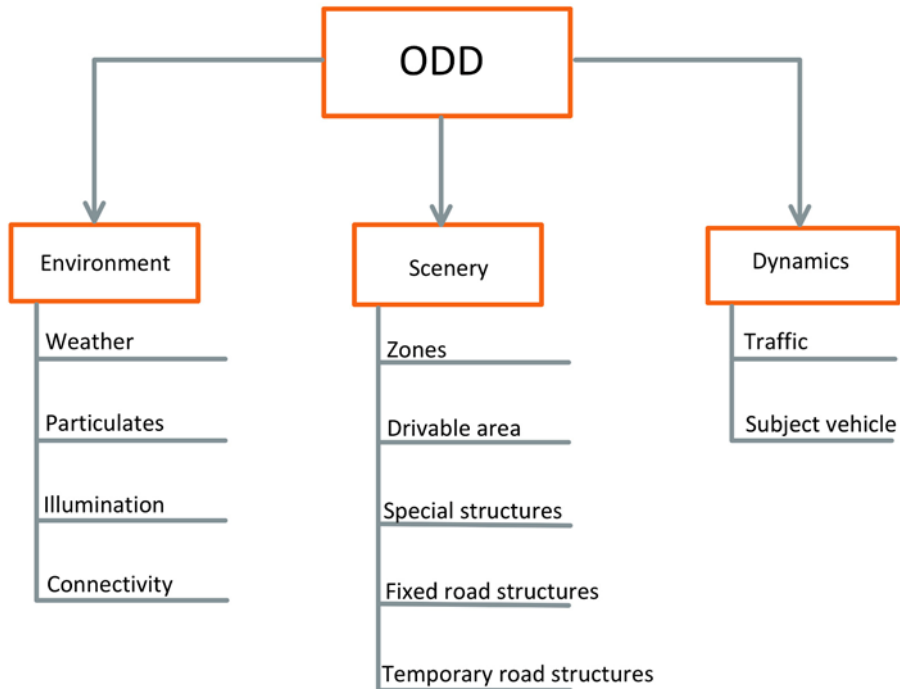 ODD
Environment
Weather
Particulates
Illumination
Connectivity
Scenery
Zones
Drivable area
Special structures
Fixed road structures
Temporary road structures
Dynamics
Traffic
Subject vehicle